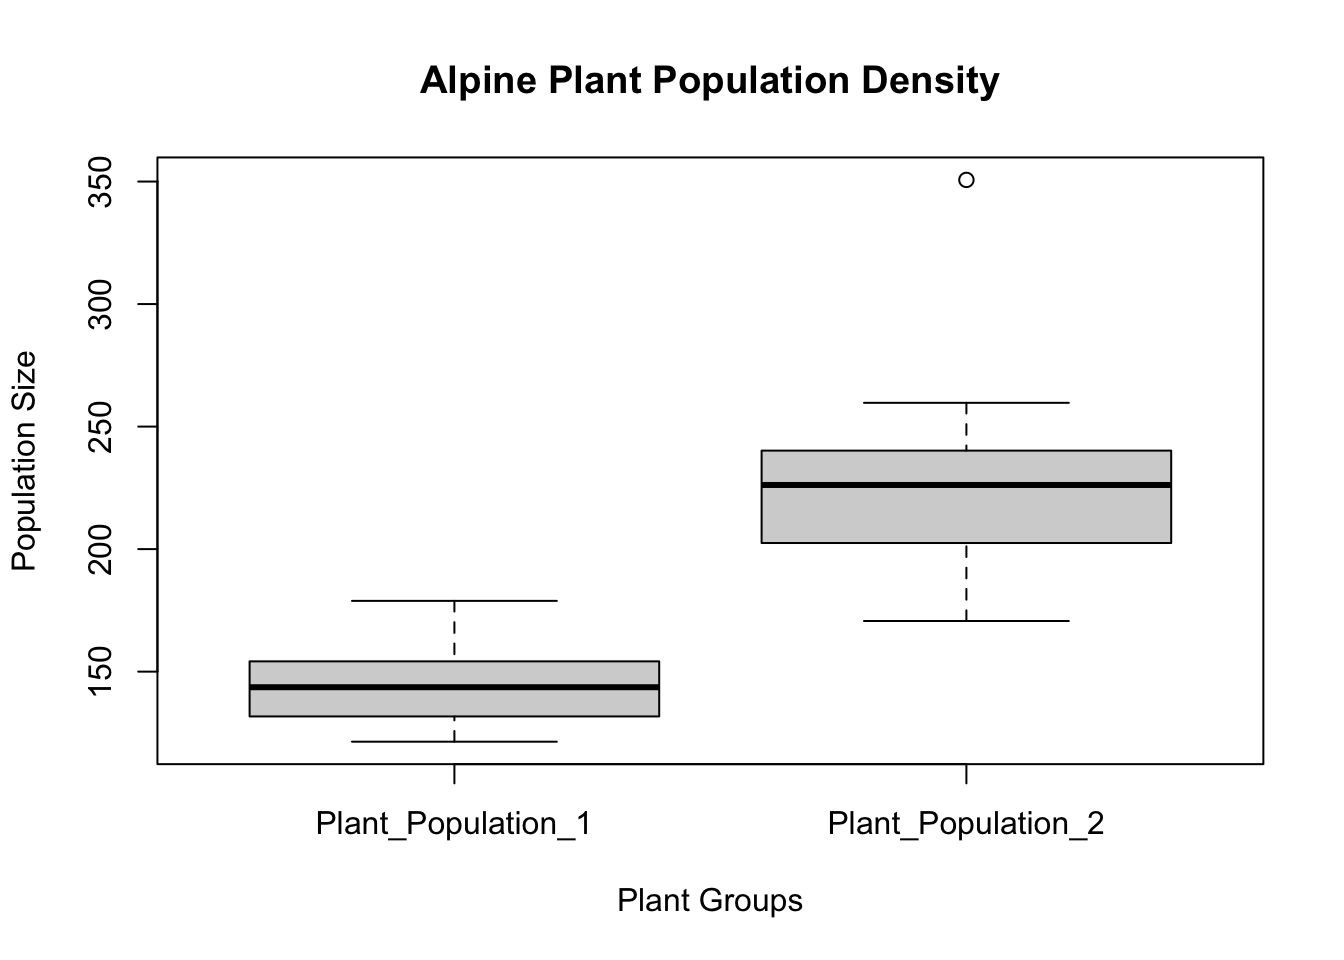 Alpine Plant Population Density
350
300
250
200
150
Population Size
Plant_Population_1
Plant_Population_2
Plant Groups